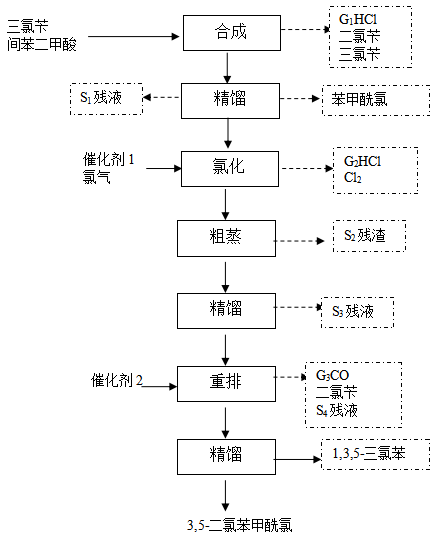 三氯苄
间苯二甲酸
合成
G₁HCl
二氯苄
三氯苄
S₁残液
精馏
苯甲酰氯
催化剂1
氯气
氯化
G₂HCl
Cl₂
粗蒸
S₂残渣
精馏
S₃残液
催化剂2
重排
G₃CO
二氯苄
S₄残液
精馏
1,3,5-三氯苯
3,5-二氯苯甲酰氯